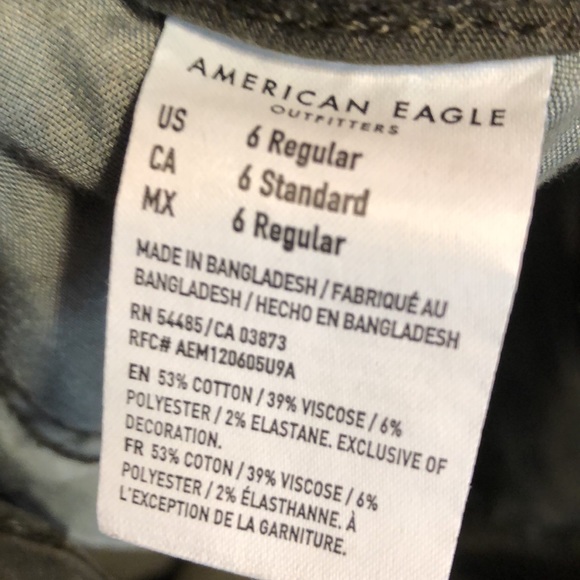 AMERICAN EAGLE
OUTFITTERS
US 6 Regular
CA 6 Standard
MX 6 Regular
MADE IN BANGLADESH / FABRIQUÉ AU
BANGLADESH / HECHO EN BANGLADESH
RN 54485/CA 03873
RFC# AEM120605U9A
EN 53% COTTON / 39% VISCOSE / 6%
POLYESTER / 2% ELASTANE. EXCLUSIVE OF
DECORATION.
FR 53% COTON / 39% VISCOSE / 6%
POLYESTER / 2% ÉLASTHANNE. À
L'EXCEPTION DE LA GARNITURE.